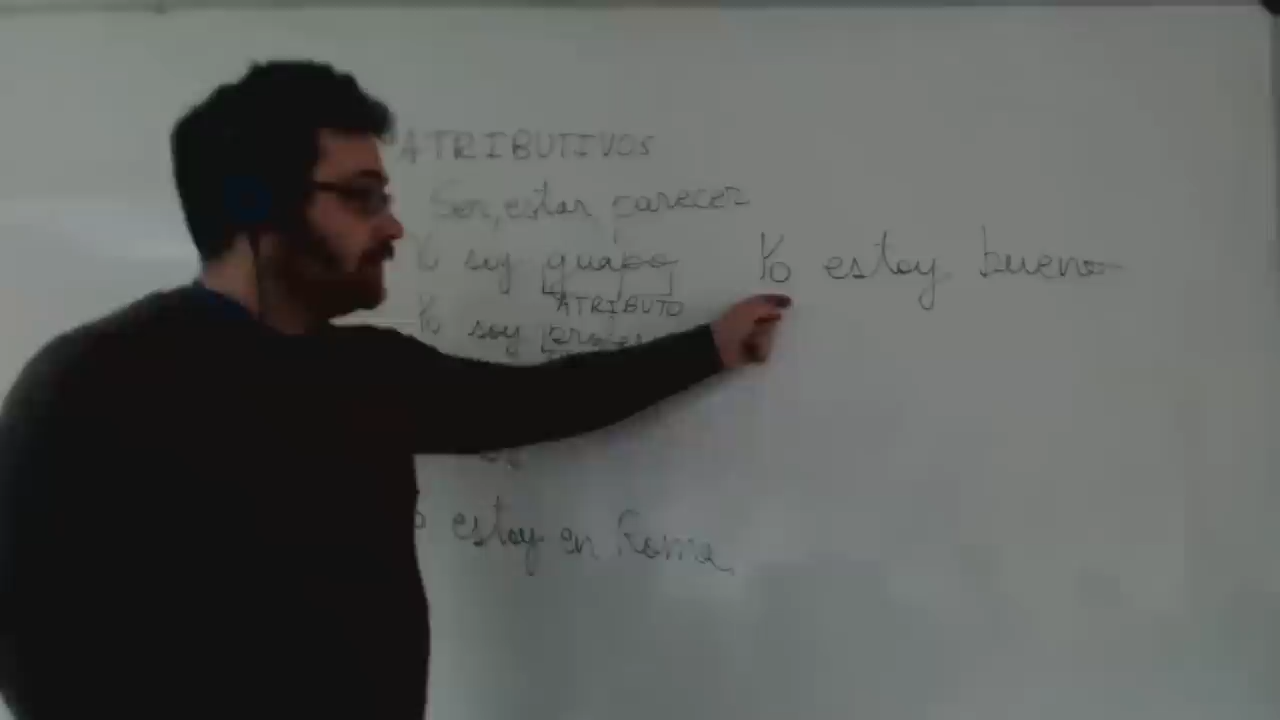 ATRIBUTIVOS
Ser, estar, parecer
Yo soy guapo
Yo estoy bueno
ATRIBUTO
soy
estoy en Roma